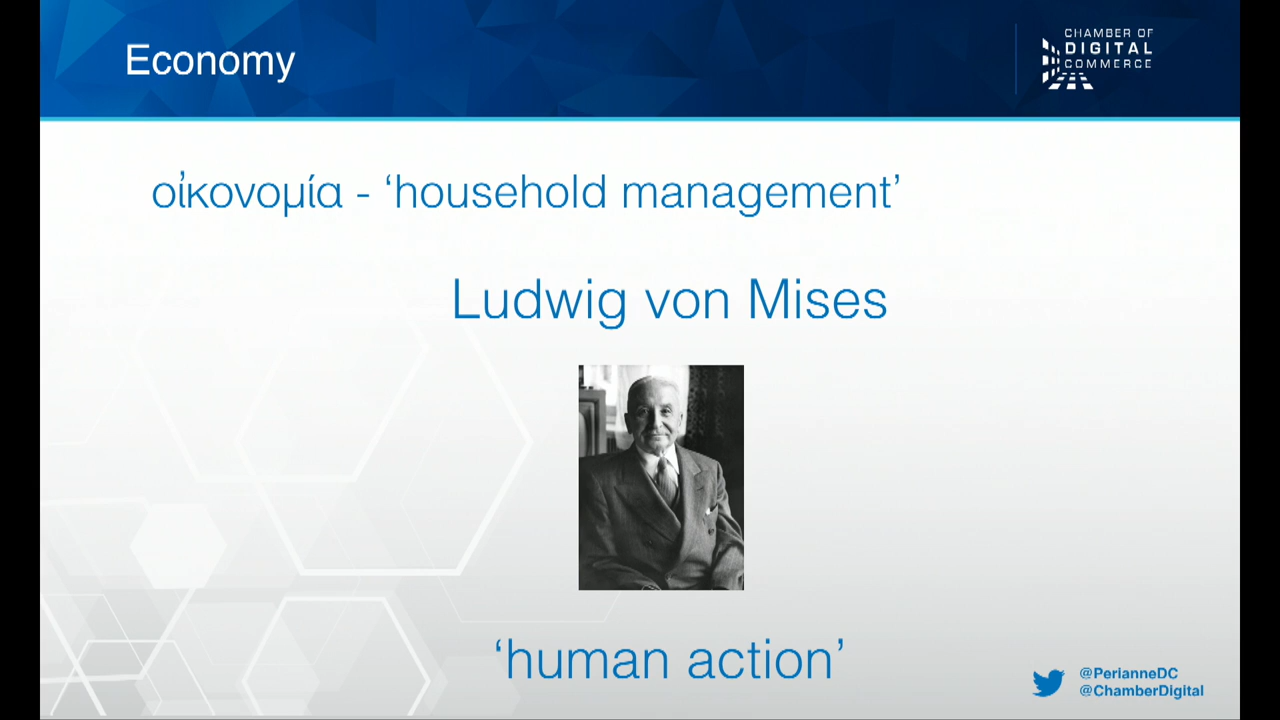 Economy
CHAMBER OF
DIGITAL
COMMERCE
οἰκονομία - ‘household management’
Ludwig von Mises
‘human action’
@PerianneDC
@ChamberDigital